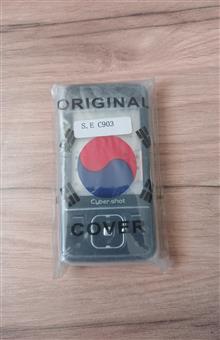 ORIGINAL
S.E C903
Cyber-shot
COVER